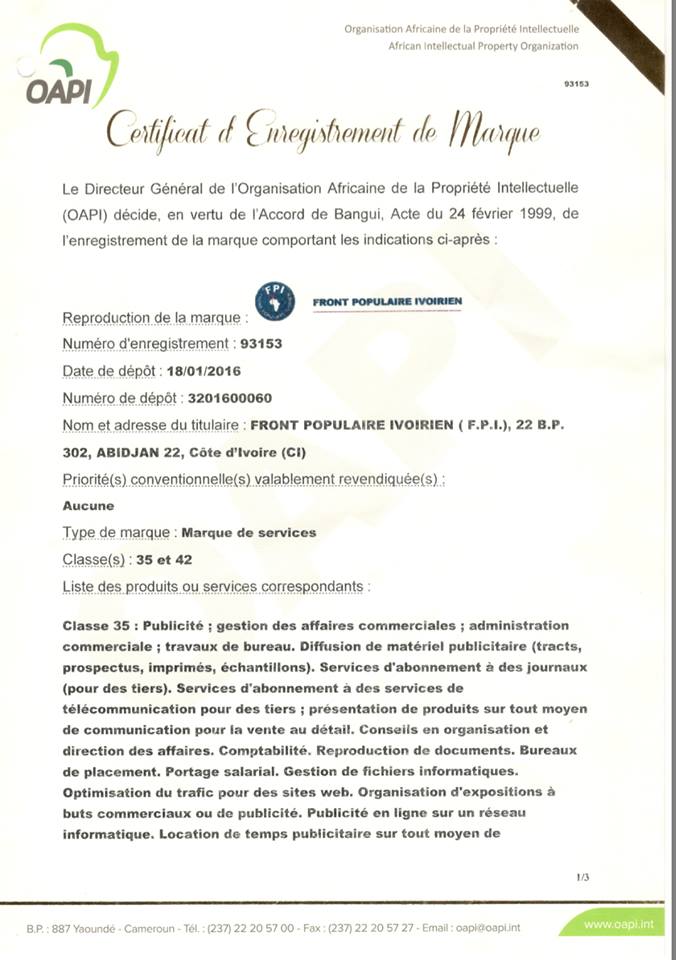 Organisation Africaine de la Propriété Intellectuelle
African Intellectual Property Organization
OAPI
93153
Certificat d'Enregistrement de Marque
Le Directeur Général de l'Organisation Africaine de la Propriété Intellectuelle
(OAPI) décide, en vertu de l'Accord de Bangui, Acte du 24 février 1999, de
l'enregistrement de la marque comportant les indications ci-après :
FPI
FRONT POPULAIRE IVOIRIEN
Reproduction de la marque :
Numéro d'enregistrement : 93153
Date de dépôt : 18/01/2016
Numéro de dépôt : 3201600060
Nom et adresse du titulaire : FRONT POPULAIRE IVOIRIEN ( F.P.I.), 22 B.P.
302, ABIDJAN 22, Côte d'Ivoire (CI)
Priorité(s) conventionnelle(s) valablement revendiquée(s) :
Aucune
Type de marque : Marque de services
Classe(s) : 35 et 42
Liste des produits ou services correspondants :
Classe 35 : Publicité ; gestion des affaires commerciales ; administration
commerciale ; travaux de bureau. Diffusion de matériel publicitaire (tracts,
prospectus, imprimés, échantillons). Services d'abonnement à des journaux
(pour des tiers). Services d'abonnement à des services de
télécommunication pour des tiers ; présentation de produits sur tout moyen
de communication pour la vente au détail. Conseils en organisation et
direction des affaires. Comptabilité. Reproduction de documents. Bureaux
de placement. Portage salarial. Gestion de fichiers informatiques.
Optimisation du trafic pour des sites web. Organisation d'expositions à
buts commerciaux ou de publicité. Publicité en ligne sur un réseau
informatique. Location de temps publicitaire sur tout moyen de
1/3
B.P. : 887 Yaoundé - Cameroun - Tél. : (237) 22 20 57 00 - Fax : (237) 22 20 57 27 - Email : oapi@oapi.int
www.oapi.int